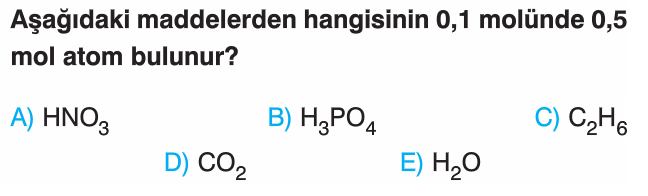 Aşağıdaki maddelerden hangisinin 0,1 molünde 0,5
mol atom bulunur?
A) HNO₃ B) H₃PO₄ C) C₂H₆
D) CO₂ E) H₂O